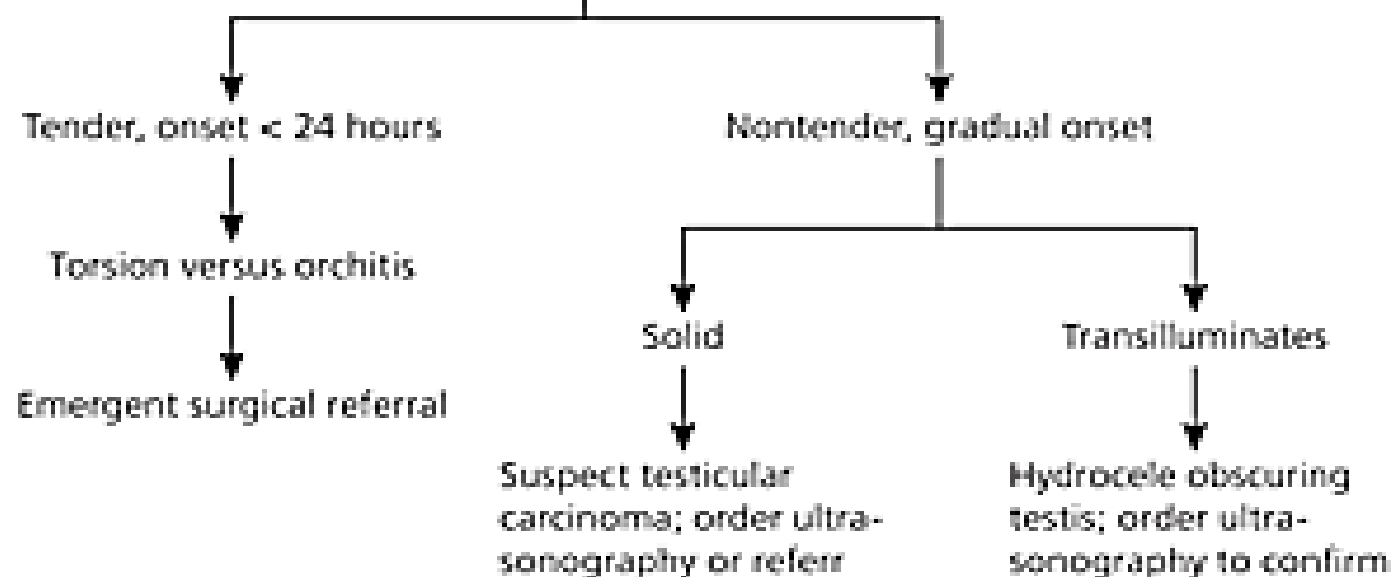 Tender, onset < 24 hours
Nontender, gradual onset
Torsion versus orchitis
Solid
Transilluminates
Emergent surgical referral
Suspect testicular
carcinoma; order ultra-
sonography or referr
Hydrocele obscuring
testis; order ultra-
sonography to confirm